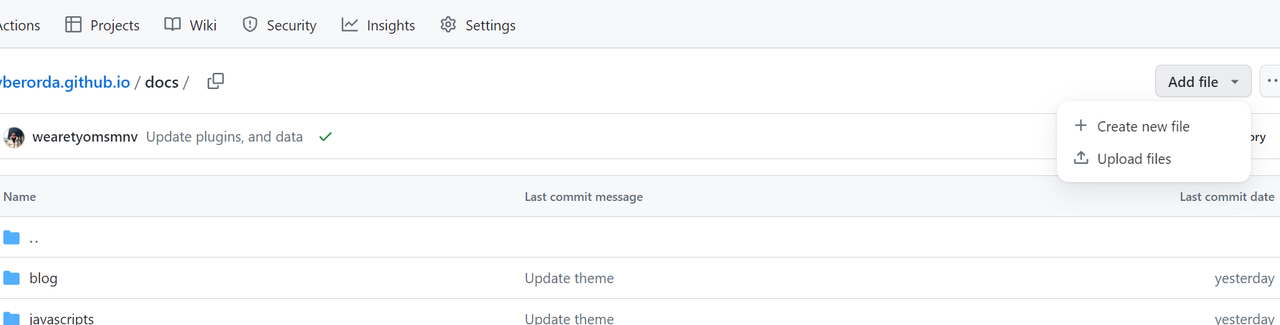 Actions Projects Wiki Security Insights Settings
yberorda.github.io / docs /
Add file
wearetyomsmnv Update plugins, and data
Create new file
Upload files
Name Last commit message Last commit date
..
blog Update theme yesterday
javascripts Update theme yesterday